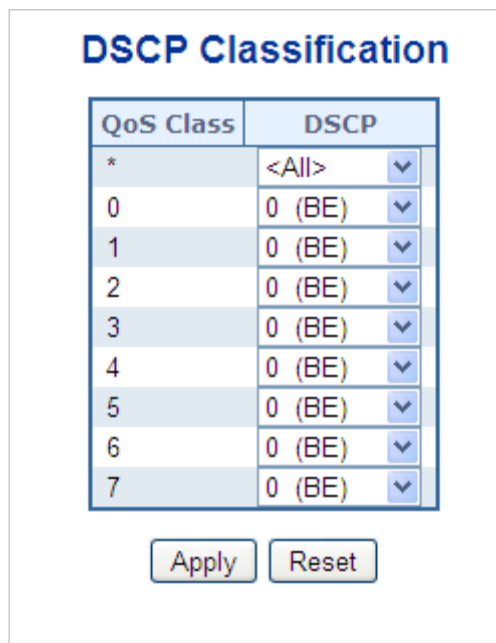 DSCP Classification
QoS Class DSCP
* <All>
0 0 (BE)
1 0 (BE)
2 0 (BE)
3 0 (BE)
4 0 (BE)
5 0 (BE)
6 0 (BE)
7 0 (BE)
Apply Reset